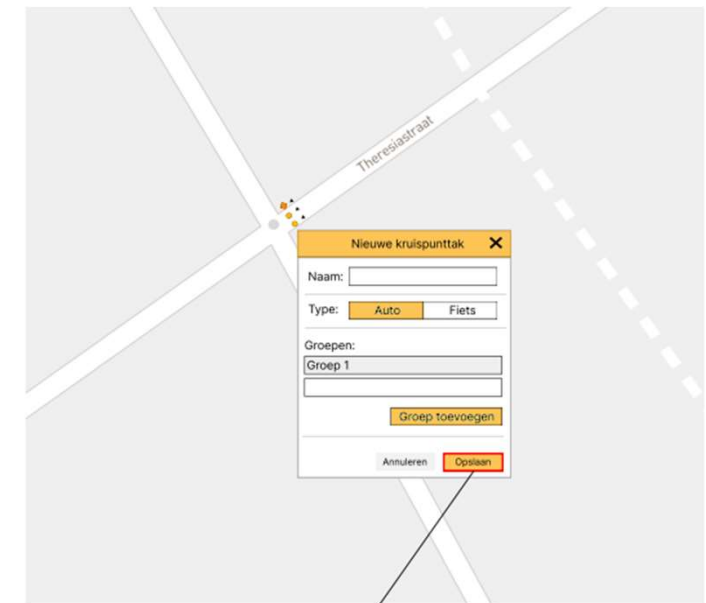 Theresiastraat
Nieuwe kruispunttak
Naam:
Type: Auto Fiets
Groepen:
Groep 1
Groep toevoegen
Annuleren Opslaan